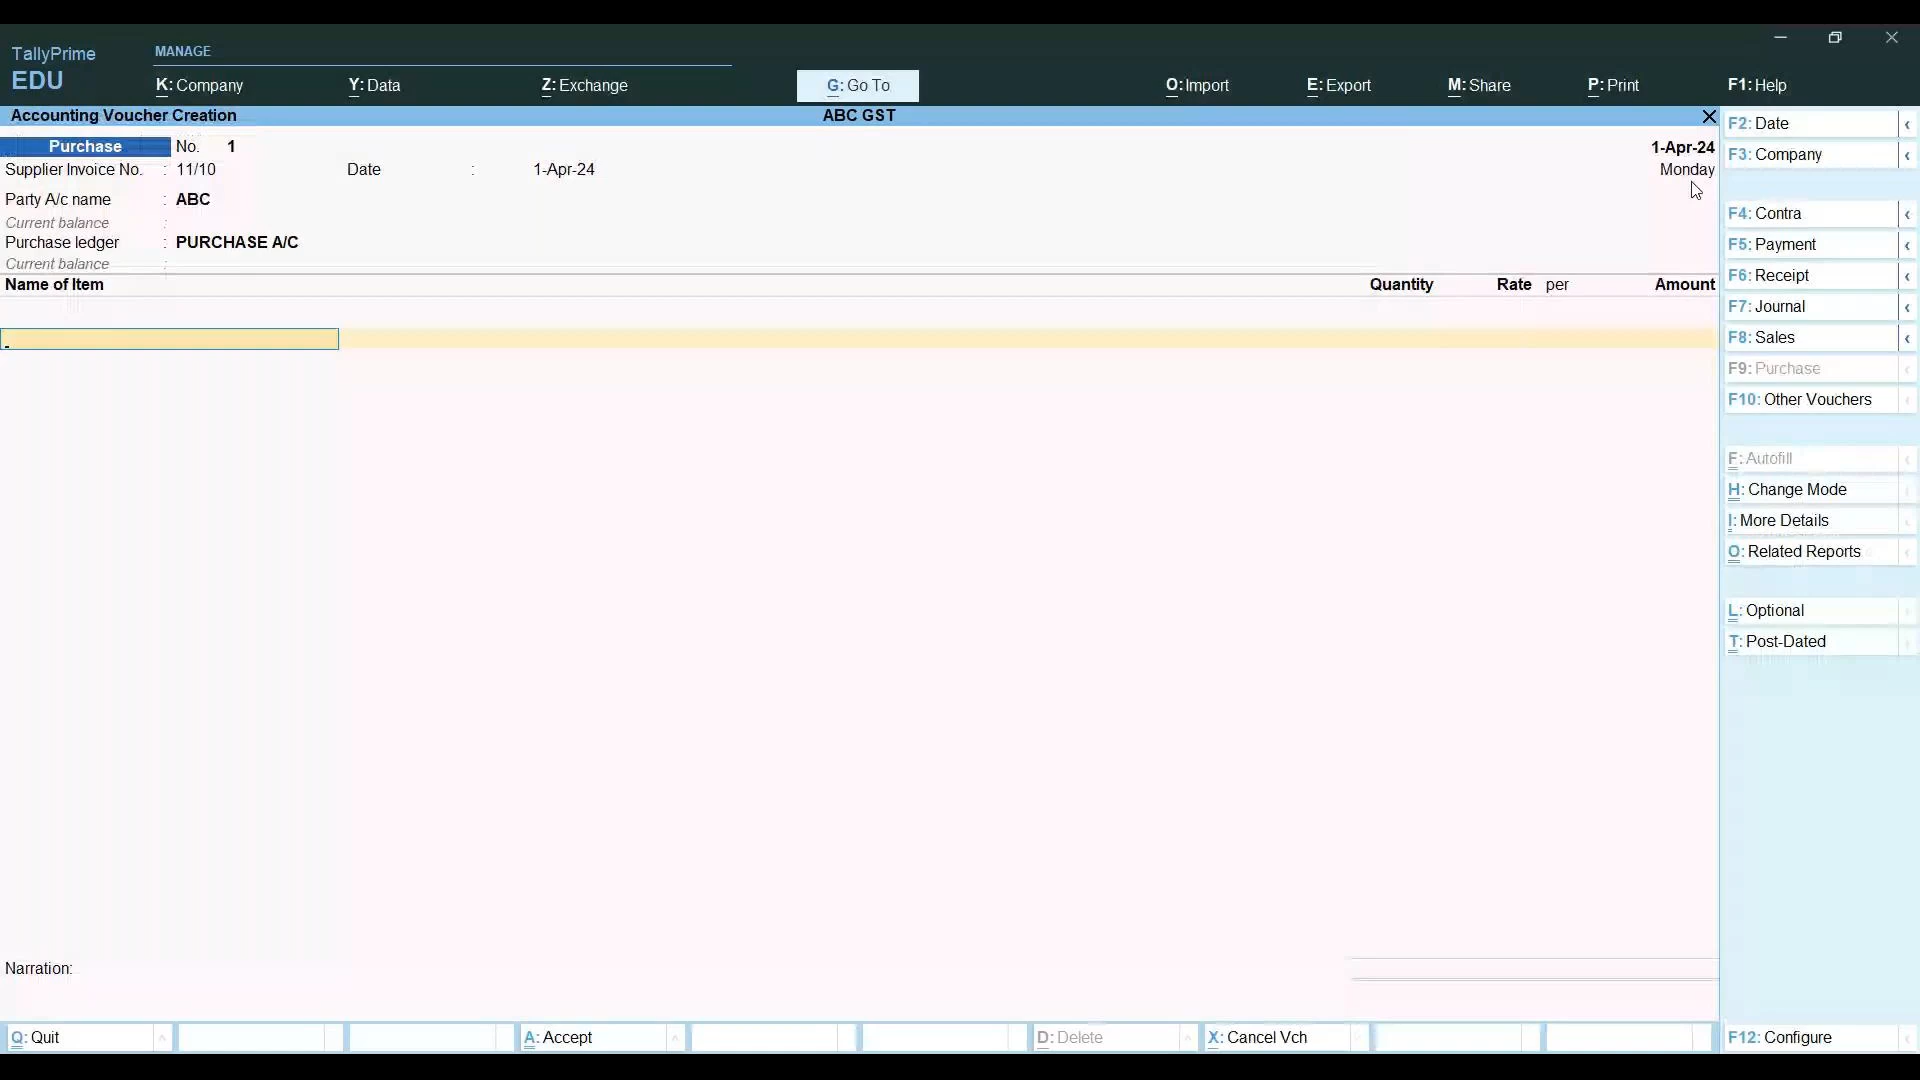 TallyPrime
EDU
MANAGE
K: Company
Y: Data
Z: Exchange
G: Go To
O: Import
E: Export
M: Share
P: Print
F1: Help
Accounting Voucher Creation
ABC GST
Purchase No. 1
1-Apr-24
Supplier Invoice No. : 11/10 Date : 1-Apr-24
Monday
Party A/c name : ABC
Current balance :
Purchase ledger : PURCHASE A/C
Current balance :
Name of Item Quantity Rate per Amount
Narration:
F2: Date
F3: Company
F4: Contra
F5: Payment
F6: Receipt
F7: Journal
F8: Sales
F9: Purchase
F10: Other Vouchers
F: Autofill
H: Change Mode
I: More Details
O: Related Reports
L: Optional
T: Post-Dated
F12: Configure
Q: Quit
A: Accept
D: Delete
X: Cancel Vch